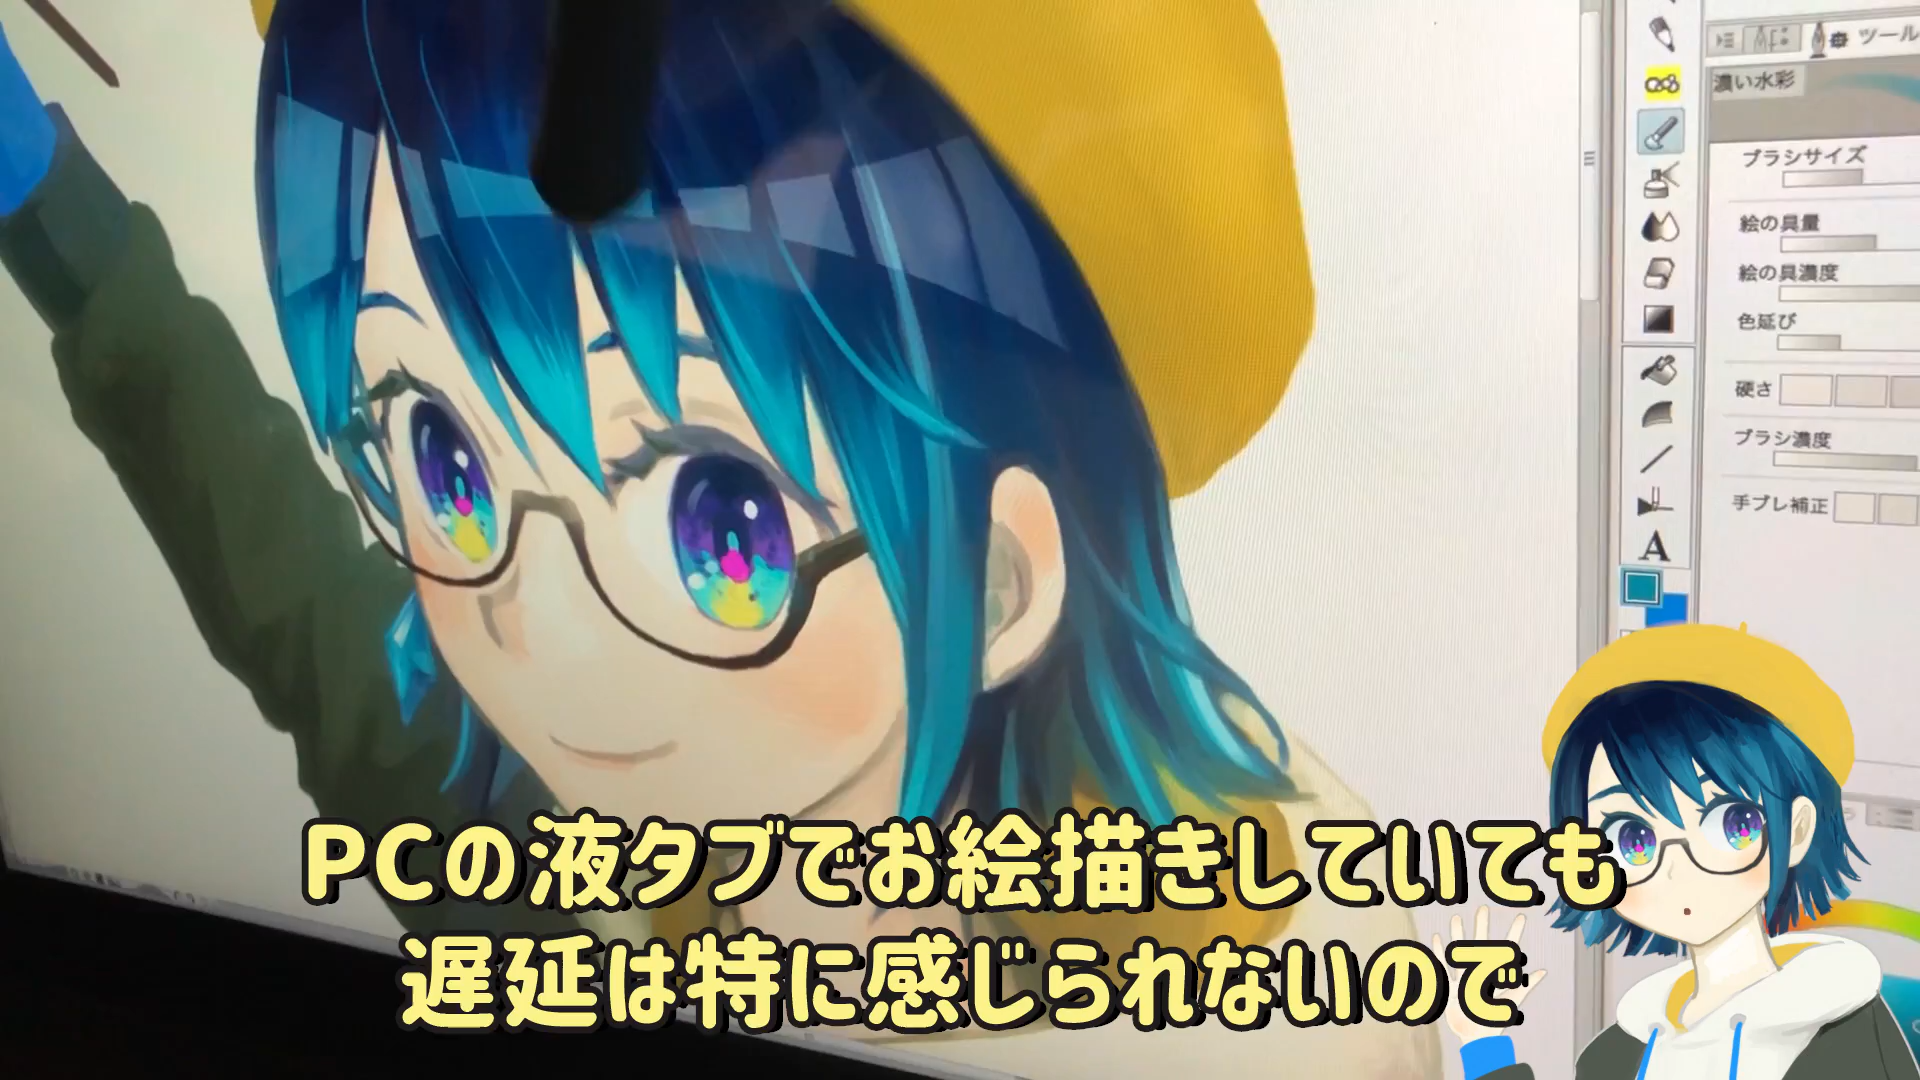 ツール
濃い水彩
ブラシサイズ
絵の具量
絵の具濃度
色延び
硬さ
ブラシ濃度
手ブレ補正
A
PCの液タブでお絵描きしていても
遅延は特に感じられないので